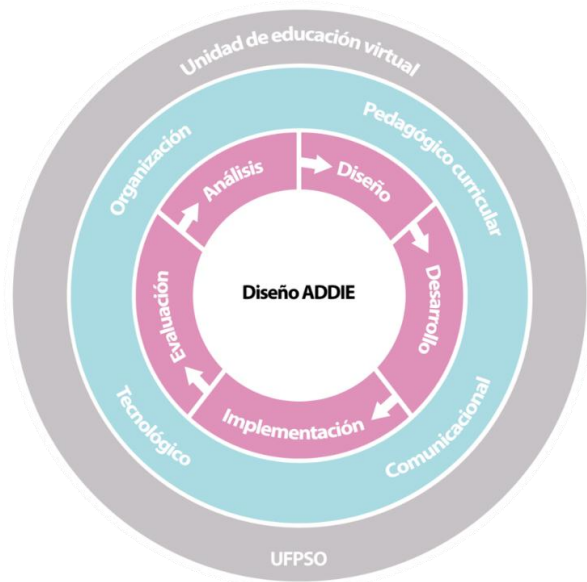 Unidad de educación virtual
Organización
Pedagógico curricular
Análisis
Diseño
Diseño ADDIE
Evaluación
Desarrollo
Implementación
Tecnológico
Comunicacional
UFPSO